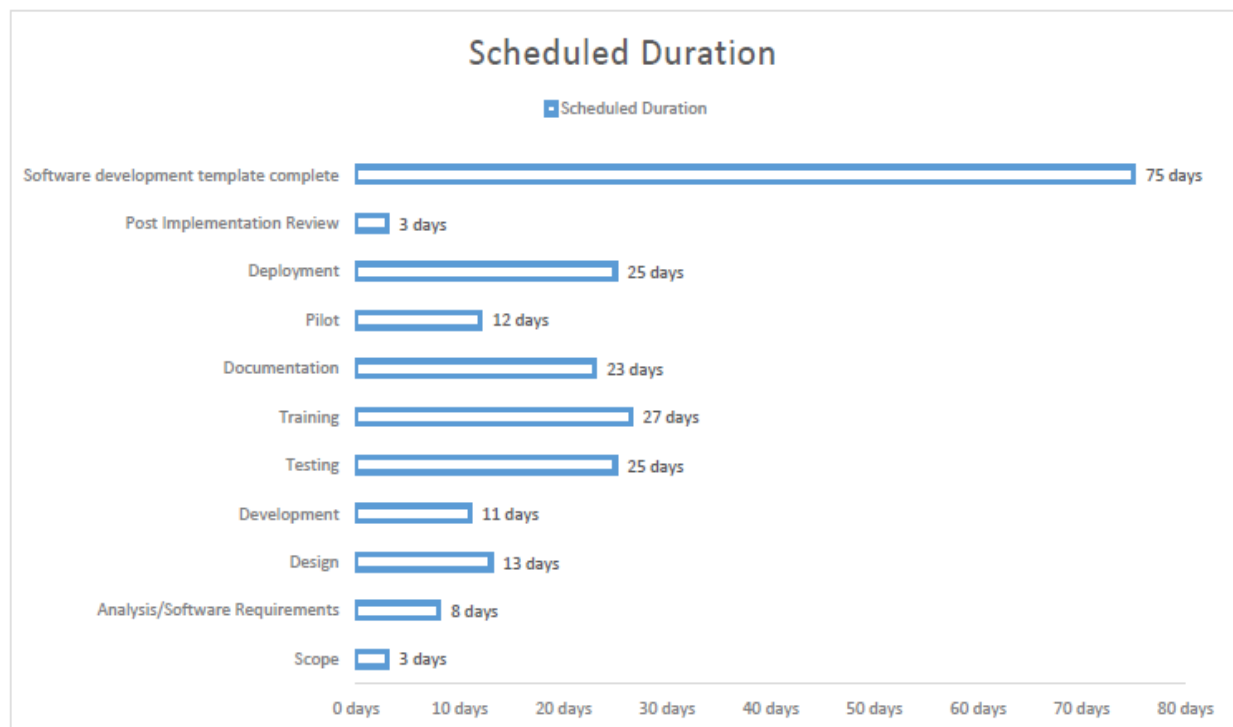 Scheduled Duration
Scheduled Duration
Software development template complete 75 days
Post Implementation Review 3 days
Deployment 25 days
Pilot 12 days
Documentation 23 days
Training 27 days
Testing 25 days
Development 11 days
Design 13 days
Analysis/Software Requirements 8 days
Scope 3 days
0 days 10 days 20 days 30 days 40 days 50 days 60 days 70 days 80 days